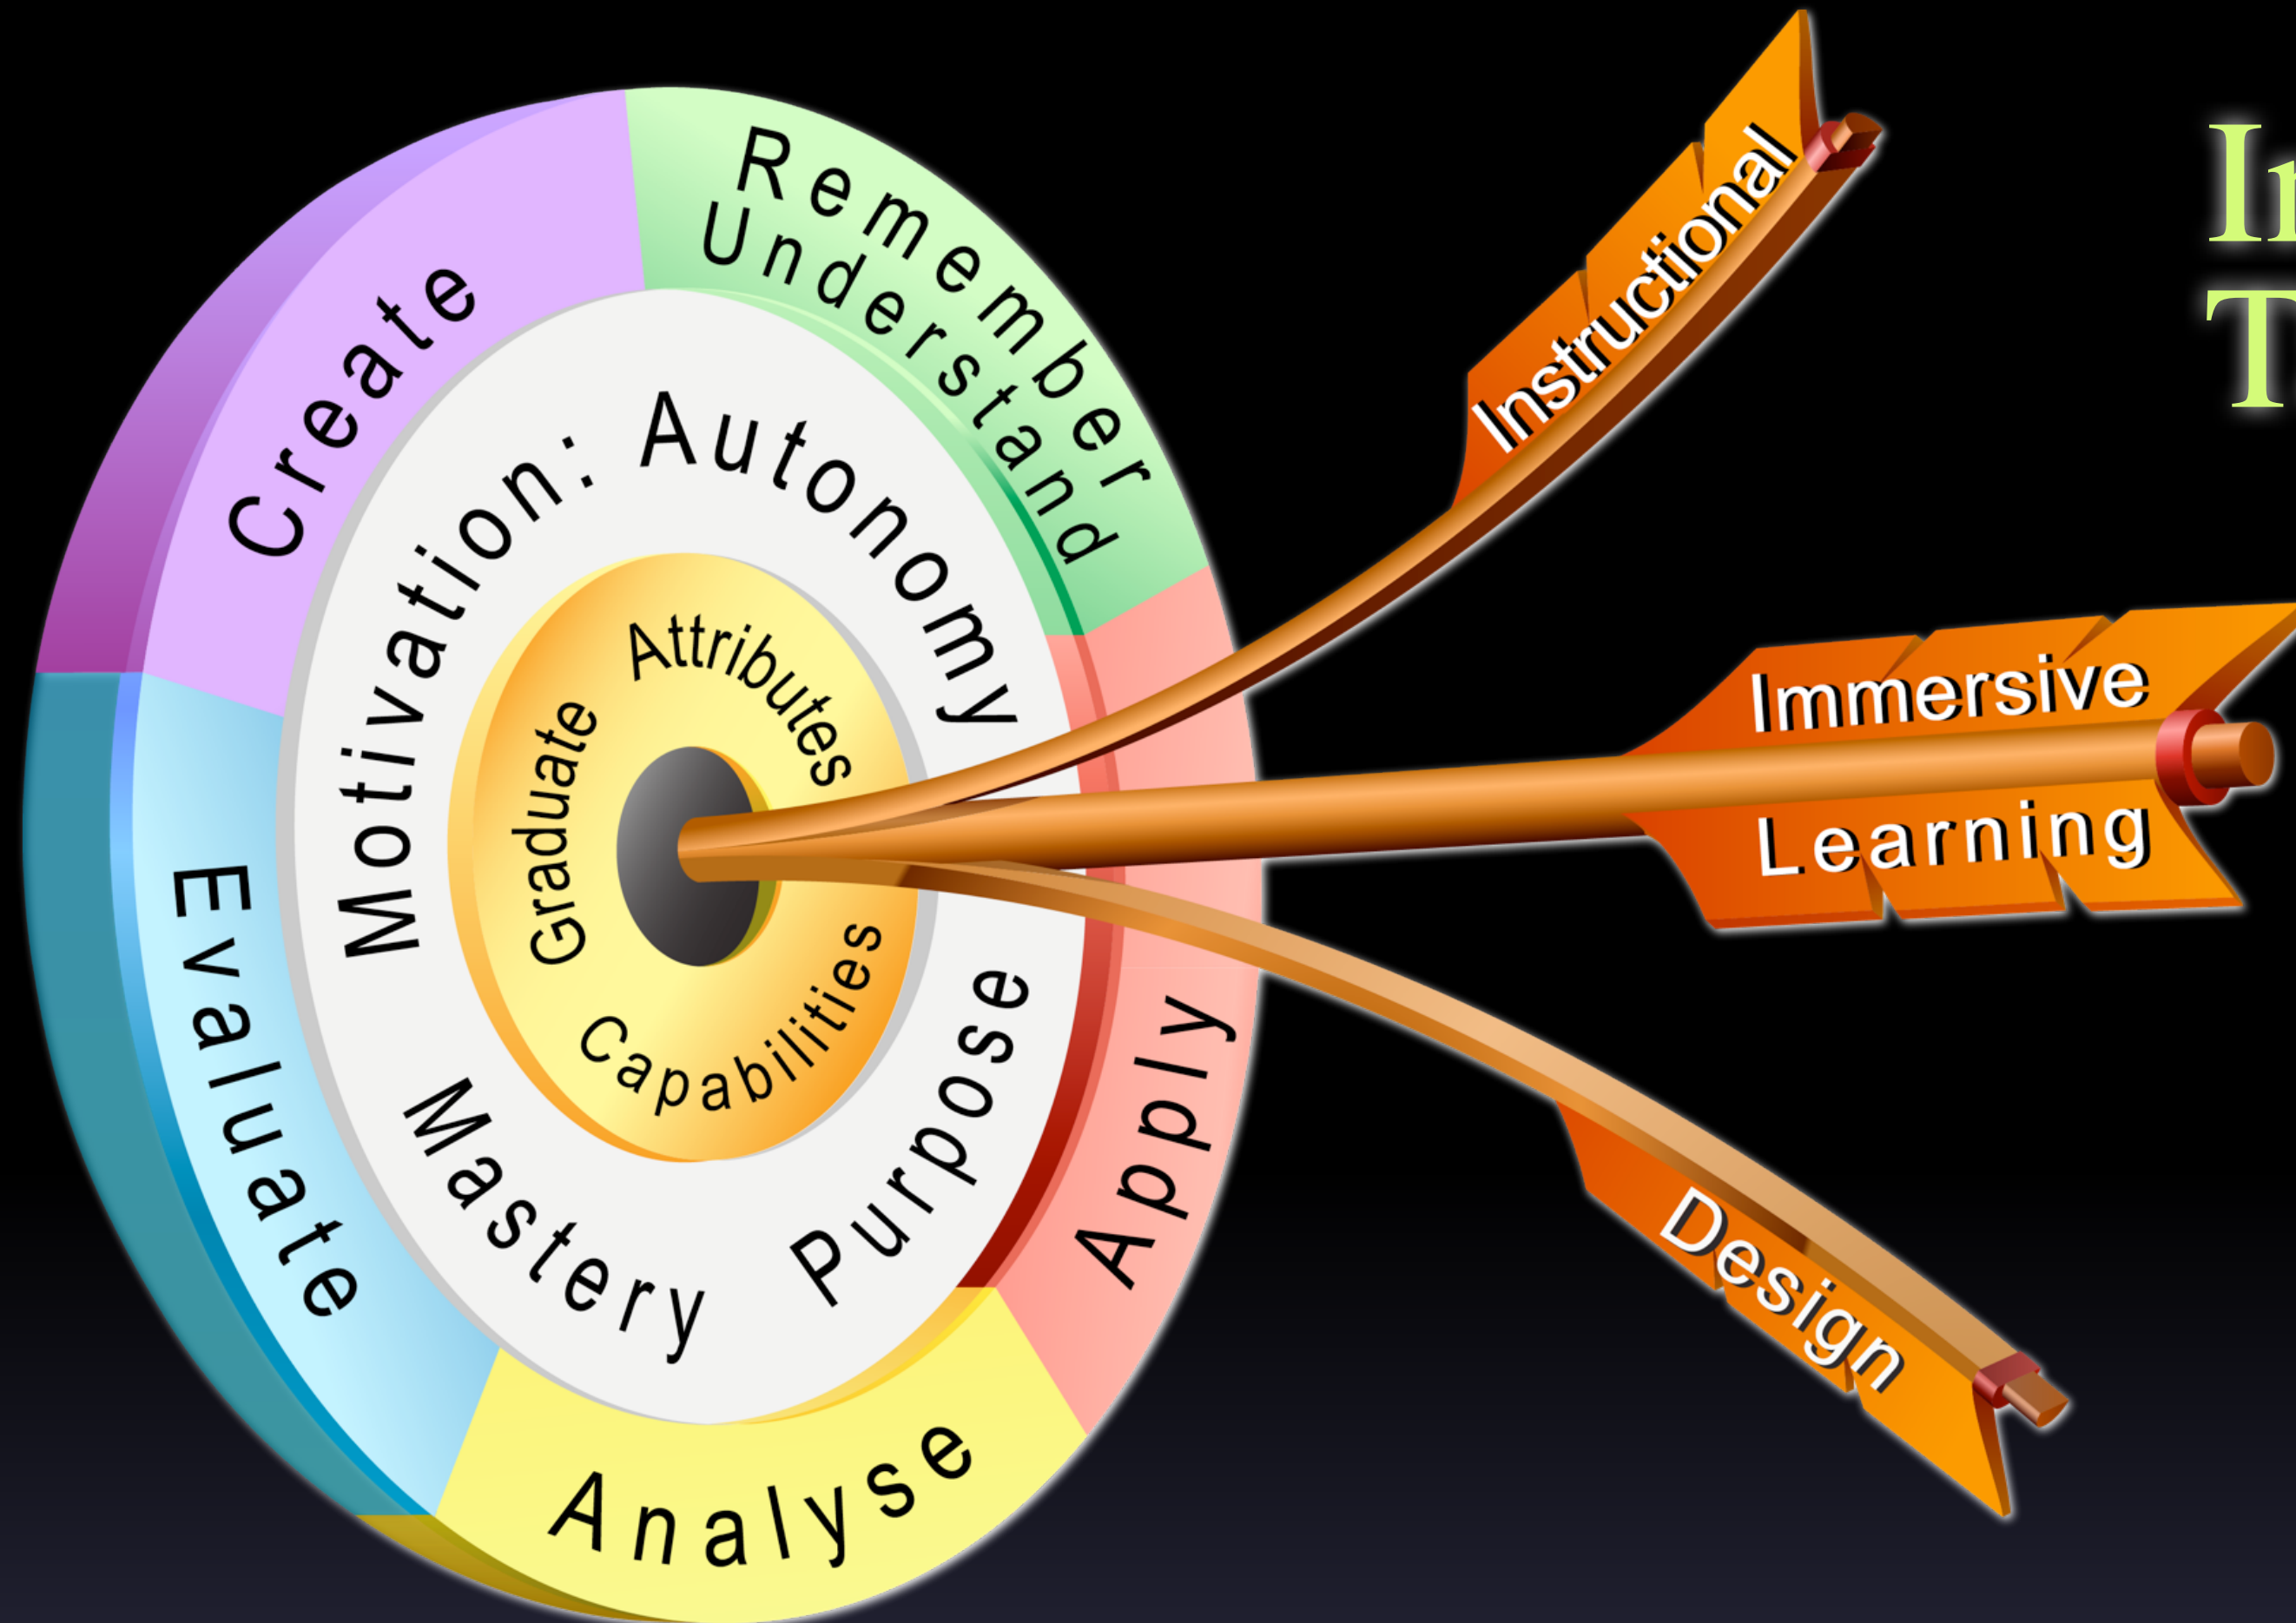 Remember
Understand
Apply
Analyse
Evaluate
Create
Motivation: Autonomy
Mastery
Purpose
Graduate
Attributes
Capabilities
Instructional
Immersive
Learning
Design